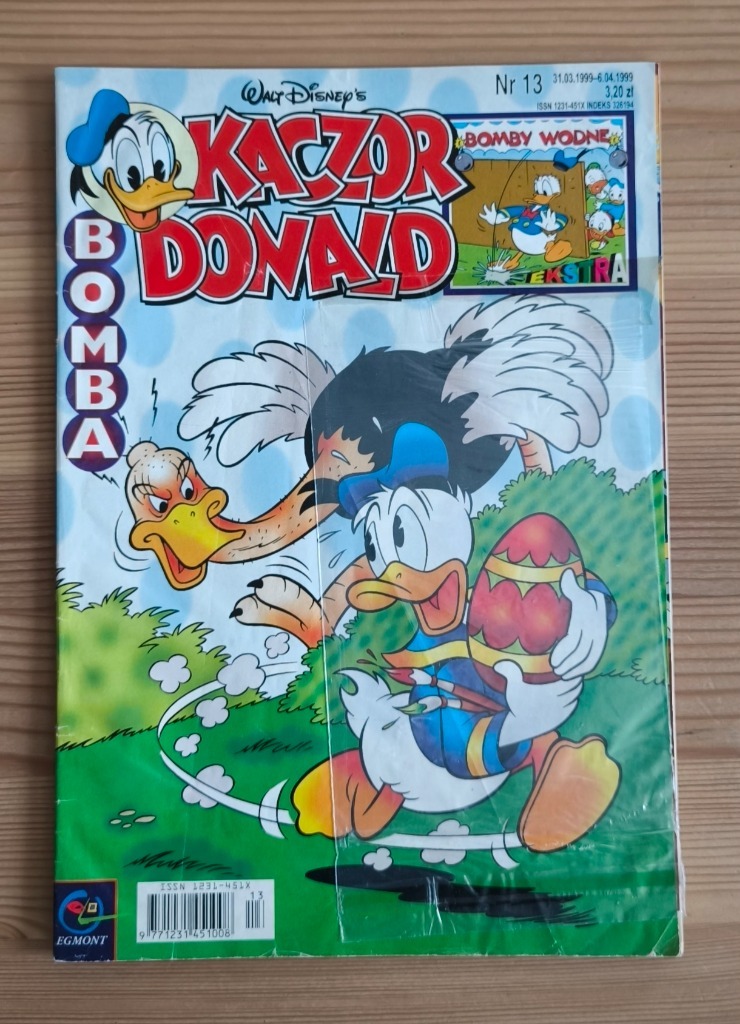 WALT DISNEY'S
Nr 13
31.03.1999–6.04.1999
3,20 zł
ISSN 1231-451X INDEKS 326194
KACZOR
DONALD
BOMBY WODNE
EKSTRA
BOMBA
EGMONT
ISSN 1231-451X
13
9 771231 451008